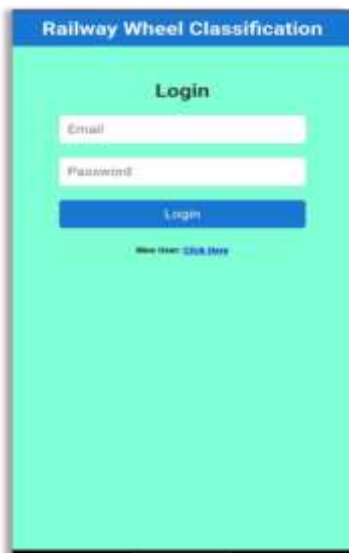 Railway Wheel Classification
Login
Email
Password
Login
New User: Click Here